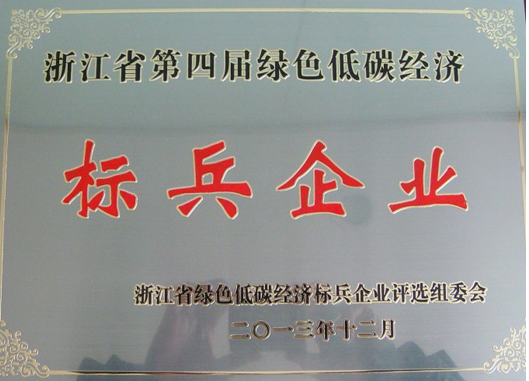 浙江省第四届绿色低碳经济
标兵企业
浙江省绿色低碳经济标兵企业评选组委会
二〇一三年十二月